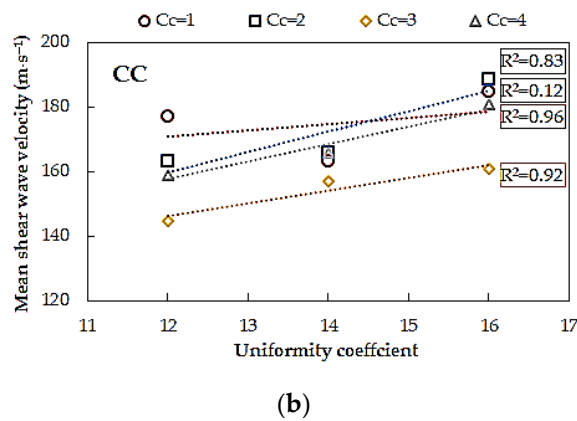 Cc=1 Cc=2 Cc=3 Cc=4
CC
Mean shear wave velocity (m·s⁻¹)
200
180
160
140
120
R²=0.83
R²=0.12
R²=0.96
R²=0.92
11 12 13 14 15 16 17
Uniformity coeffcient
(b)